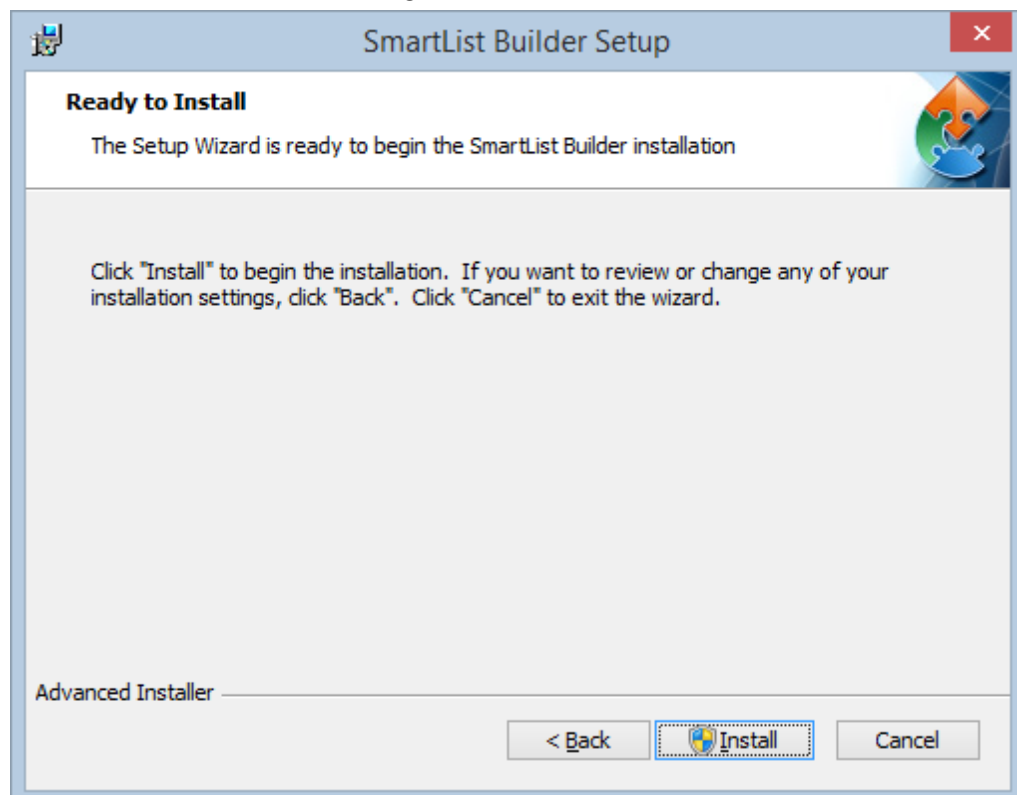 SmartList Builder Setup
Ready to Install
The Setup Wizard is ready to begin the SmartList Builder installation
Click "Install" to begin the installation.  If you want to review or change any of your
installation settings, click "Back".  Click "Cancel" to exit the wizard.
Advanced Installer
< Back
Install
Cancel